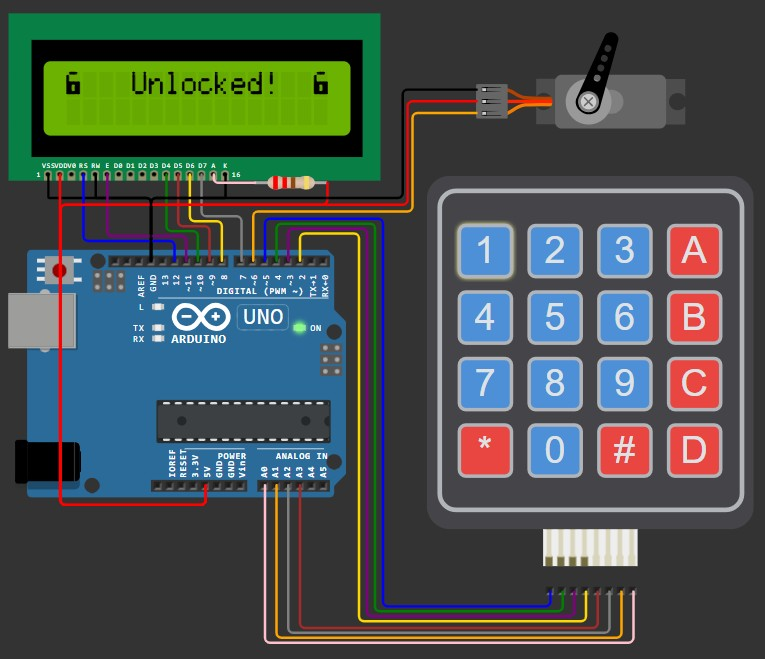 Unlocked!
VSS VDD V0 RS RW E D0 D1 D2 D3 D4 D5 D6 D7 A K
1 16
AREF GND 13 12 ~11 ~10 ~9 8 7 ~6 ~5 4 ~3 2 TX→1 RX←0
DIGITAL (PWM ~)
L
TX
RX
ARDUINO
UNO
ON
IOREF RESET 3.3V 5V GND GND Vin
POWER
ANALOG IN
A0 A1 A2 A3 A4 A5
1 2 3 A
4 5 6 B
7 8 9 C
* 0 # D